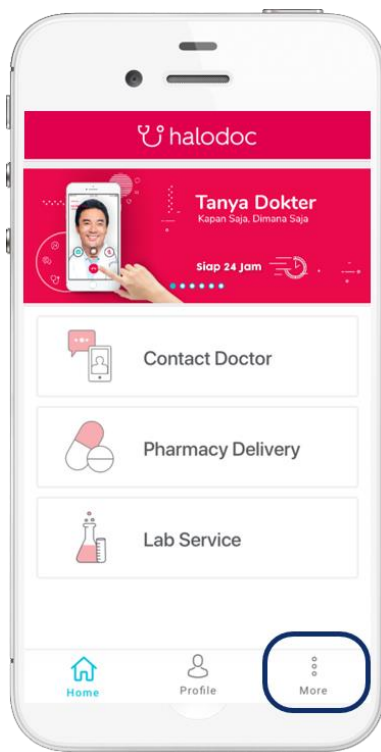 halodoc
Tanya Dokter
Kapan Saja, Dimana Saja
Siap 24 Jam
Contact Doctor
Pharmacy Delivery
Lab Service
Home
Profile
More